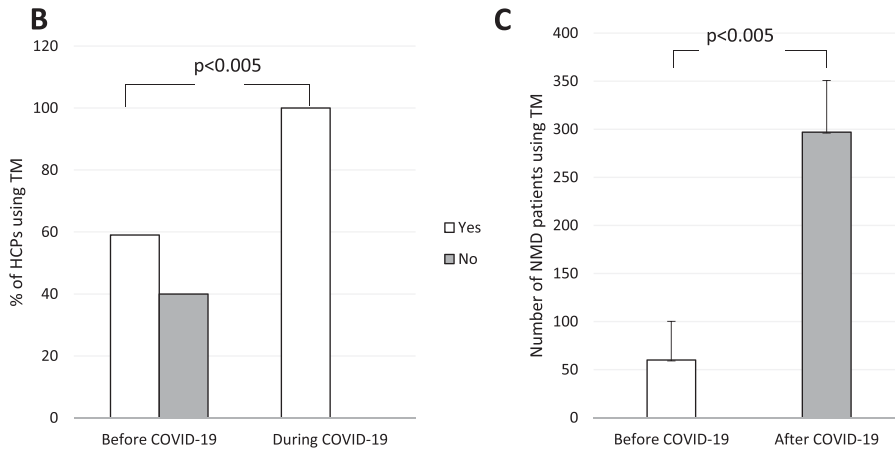 B
120
100
80
60
40
20
0
% of HCPs using TM
p<0.005
Before COVID-19
During COVID-19
Yes
No
C
400
350
300
250
200
150
100
50
0
Number of NMD patients using TM
p<0.005
Before COVID-19
After COVID-19